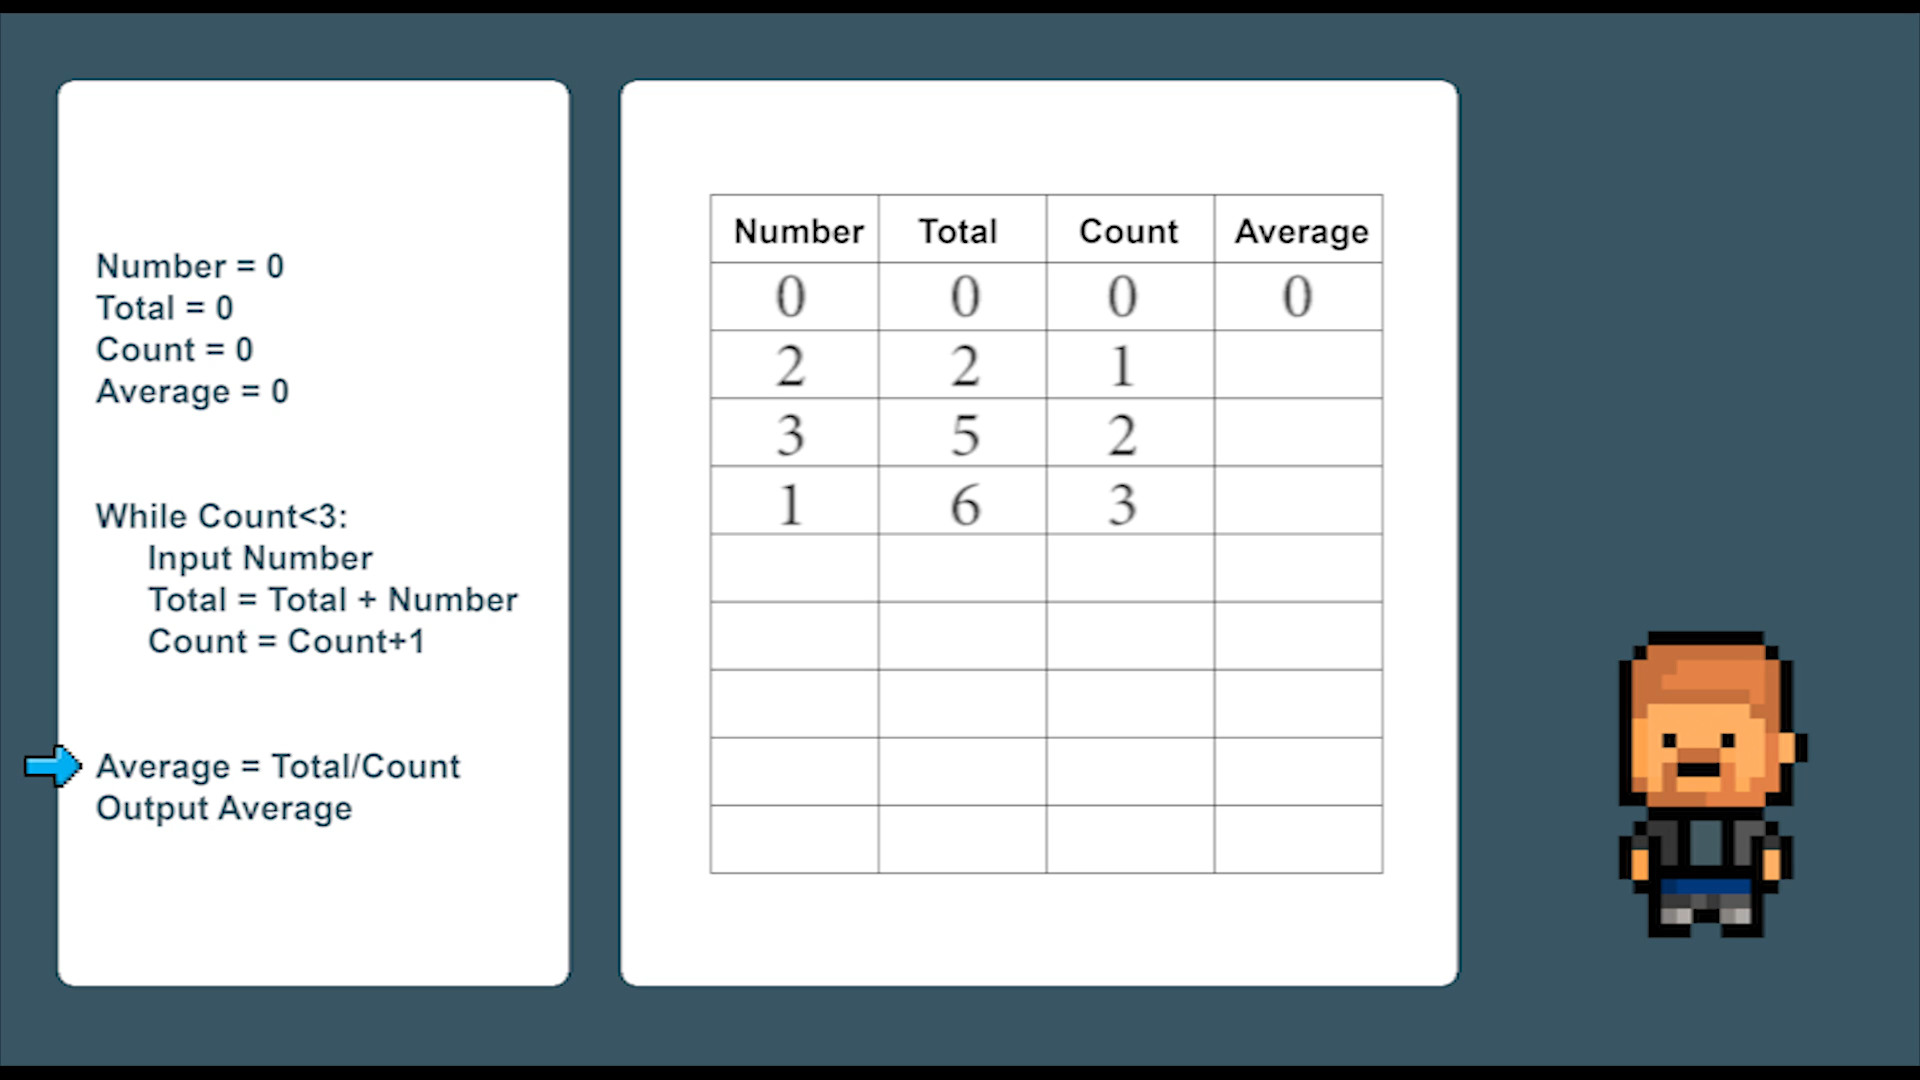 Number = 0
Total = 0
Count = 0
Average = 0
While Count<3:
Input Number
Total = Total + Number
Count = Count+1
Average = Total/Count
Output Average
Number Total Count Average
0 0 0 0
2 2 1
3 5 2
1 6 3